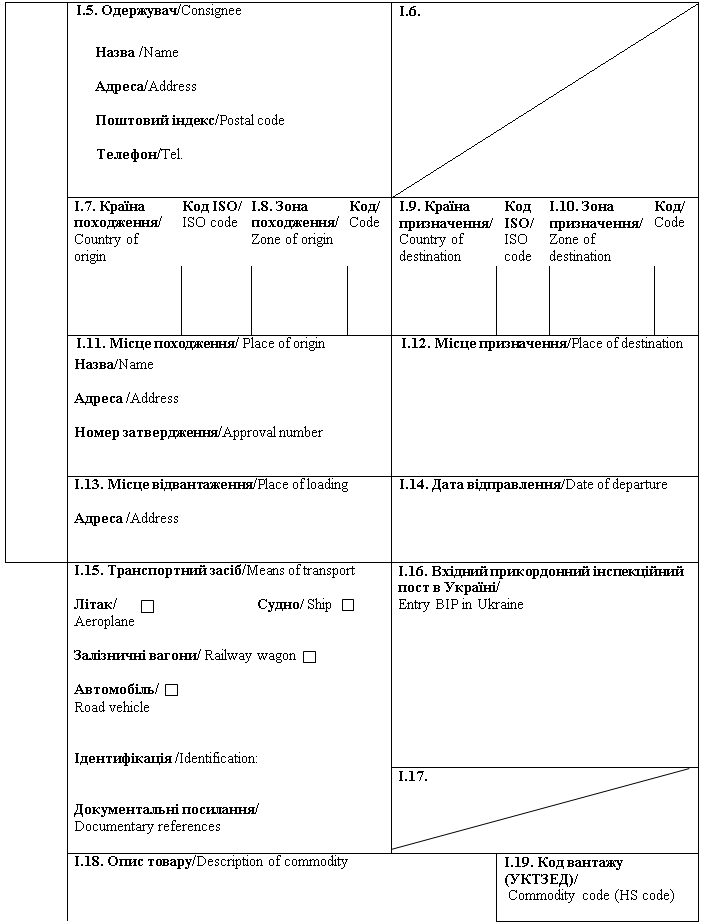 I.5. Одержувач/Consignee
Назва /Name
Адреса/Address
Поштовий індекс/Postal code
Телефон/Tel.
I.6.
I.7. Країна
походження/
Country of
origin
Код ISO/
ISO code
I.8. Зона
походження/
Zone of origin
Код/
Code
I.9. Країна
призначення/
Country of
destination
Код
ISO/
ISO
code
I.10. Зона
призначення/
Zone of
destination
Код/
Code
I.11. Місце походження/ Place of origin
Назва/Name
Адреса /Address
Номер затвердження/Approval number
I.12. Місце призначення/Place of destination
I.13. Місце відвантаження/Place of loading
Адреса /Address
I.14. Дата відправлення/Date of departure
I.15. Транспортний засіб/Means of transport
Літак/
Aeroplane
Судно/ Ship
Залізничні вагони/ Railway wagon
Автомобіль/
Road vehicle
Ідентифікація /Identification:
Документальні посилання/
Documentary references
I.16. Вхідний прикордонний інспекційний
пост в Україні/
Entry BIP in Ukraine
I.17.
I.18. Опис товару/Description of commodity
I.19. Код вантажу
(УКТЗЕД)/
Commodity code (HS code)